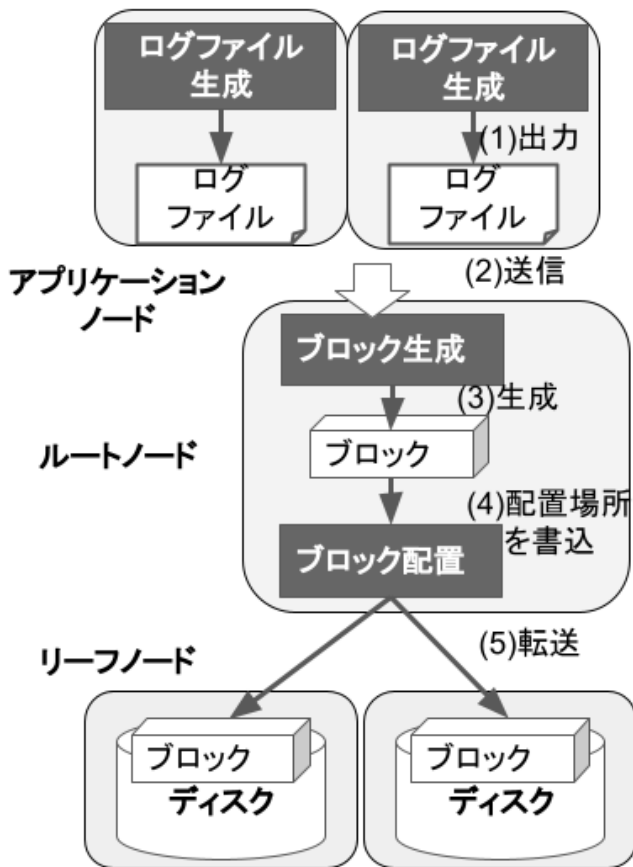 ログファイル
生成
ログファイル
生成
(1)出力
ログ
ファイル
ログ
ファイル
(2)送信
アプリケーション
ノード
ブロック生成
(3)生成
ブロック
ルートノード
(4)配置場所
を書込
ブロック配置
(5)転送
リーフノード
ブロック
ディスク
ブロック
ディスク